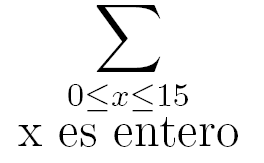 ∑
0≤x≤15
x es entero